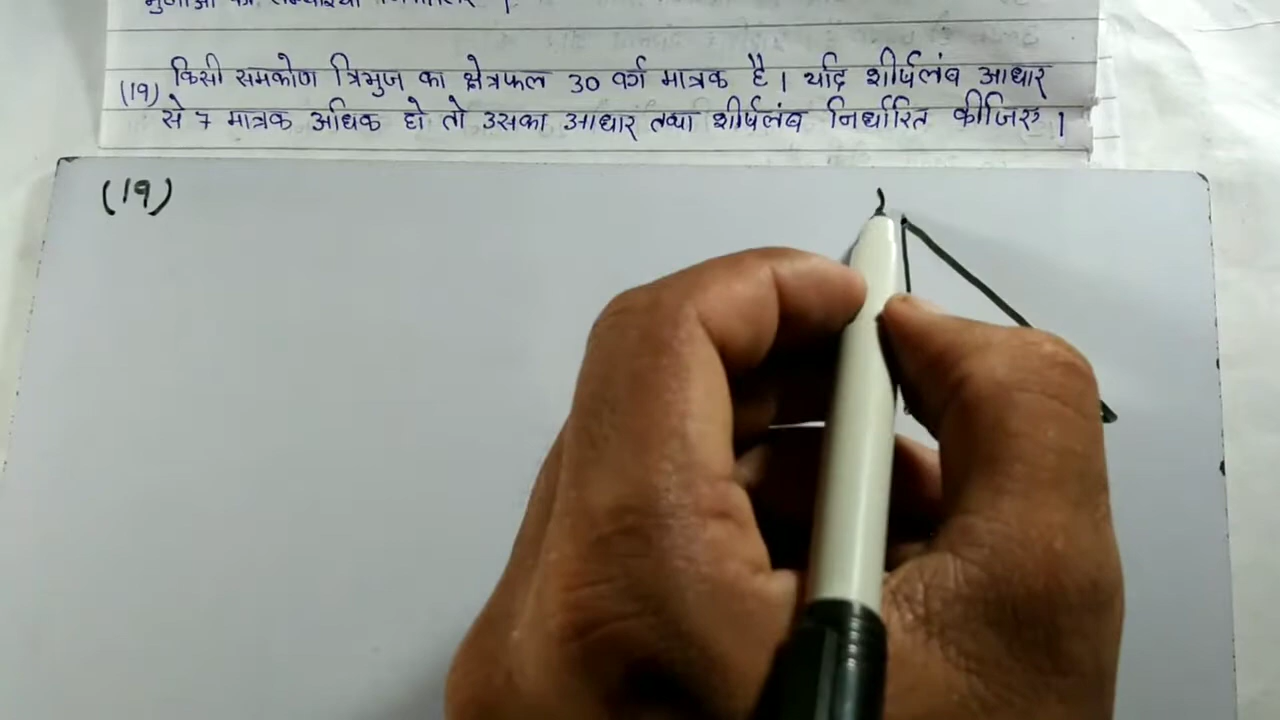 (19) किसी समकोण त्रिभुज का क्षेत्रफल 30 वर्ग मात्रक है। यदि शीर्षलंब आधार
से 7 मात्रक अधिक हो तो उसका आधार तथा शीर्षलंब निर्धारित कीजिए।
(19)